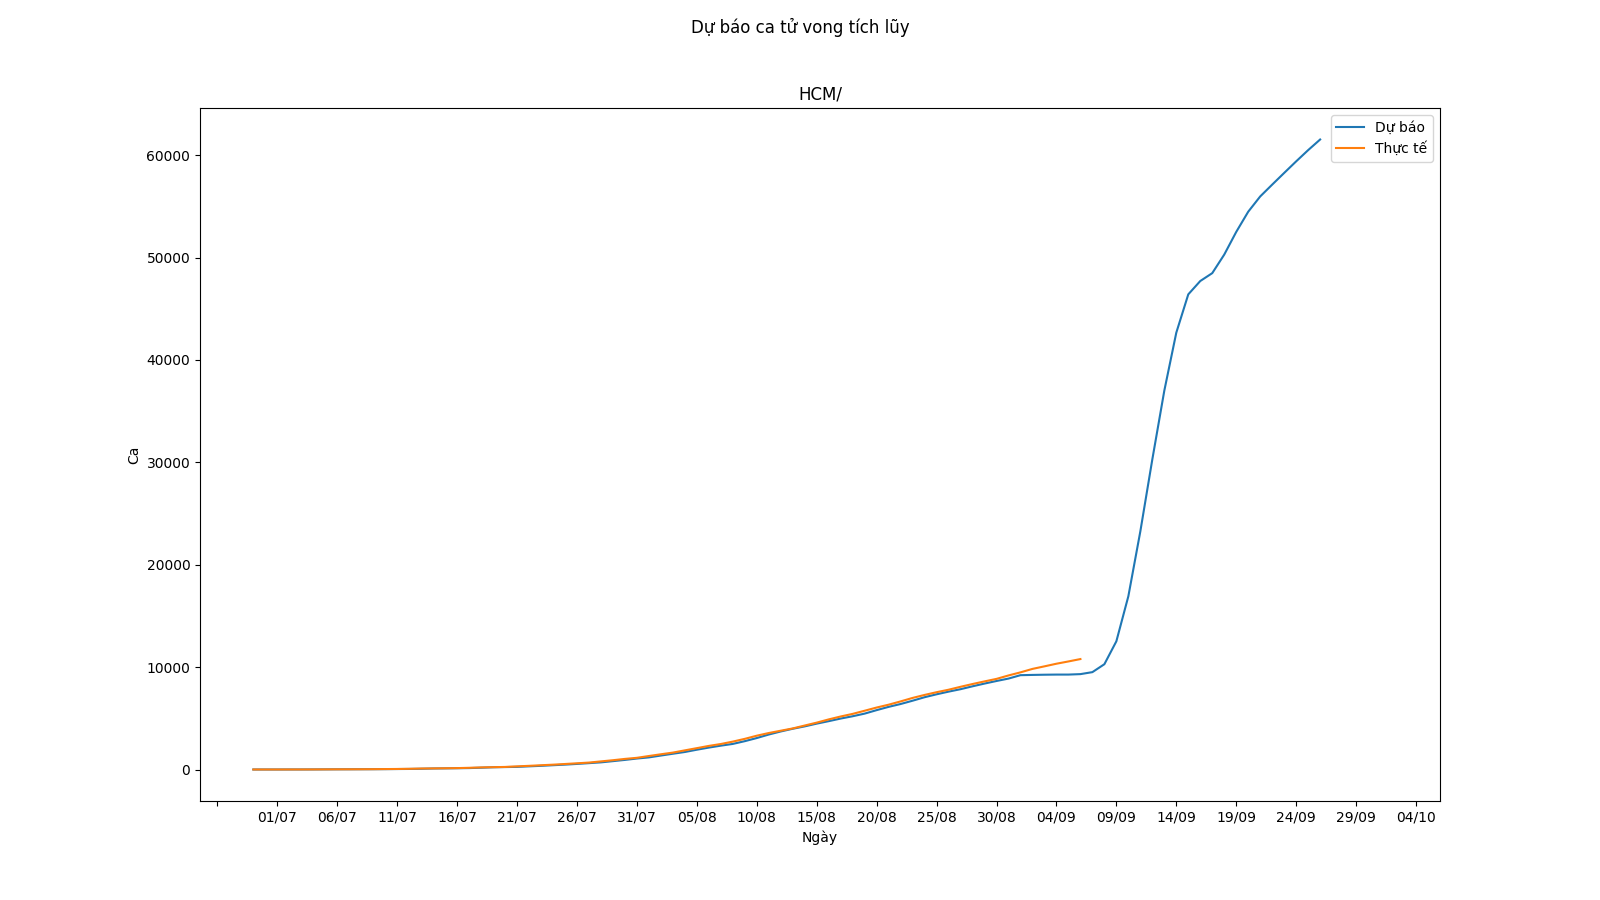 Dự báo ca tử vong tích lũy
HCM/
Dự báo
Thực tế
60000
50000
40000
30000
20000
10000
0
Ca
01/07 06/07 11/07 16/07 21/07 26/07 31/07 05/08 10/08 15/08 20/08 25/08 30/08 04/09 09/09 14/09 19/09 24/09 29/09 04/10
Ngày